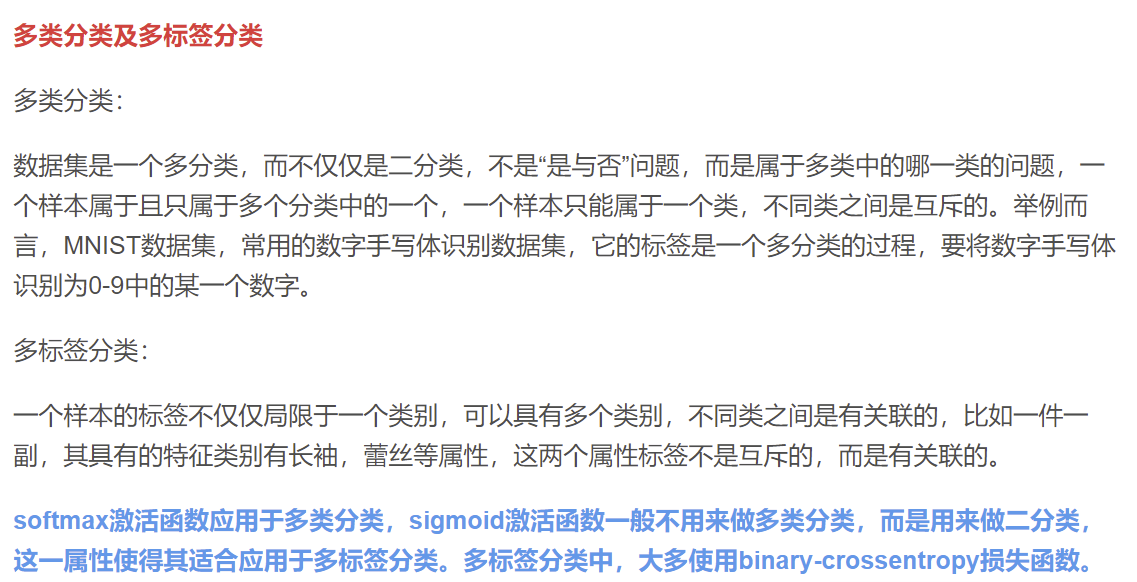 多类分类及多标签分类
多类分类：
数据集是一个多分类，而不仅仅是二分类，不是“是与否”问题，而是属于多类中的哪一类的问题，一
个样本属于且只属于多个分类中的一个，一个样本只能属于一个类，不同类之间是互斥的。举例而
言，MNIST数据集，常用的数字手写体识别数据集，它的标签是一个多分类的过程，要将数字手写体
识别为0-9中的某一个数字。
多标签分类：
一个样本的标签不仅仅局限于一个类别，可以具有多个类别，不同类之间是有关联的，比如一件一
副，其具有的特征类别有长袖，蕾丝等属性，这两个属性标签不是互斥的，而是有关联的。
softmax激活函数应用于多类分类，sigmoid激活函数一般不用来做多类分类，而是用来做二分类，
这一属性使得其适合应用于多标签分类。多标签分类中，大多使用binary-crossentropy损失函数。